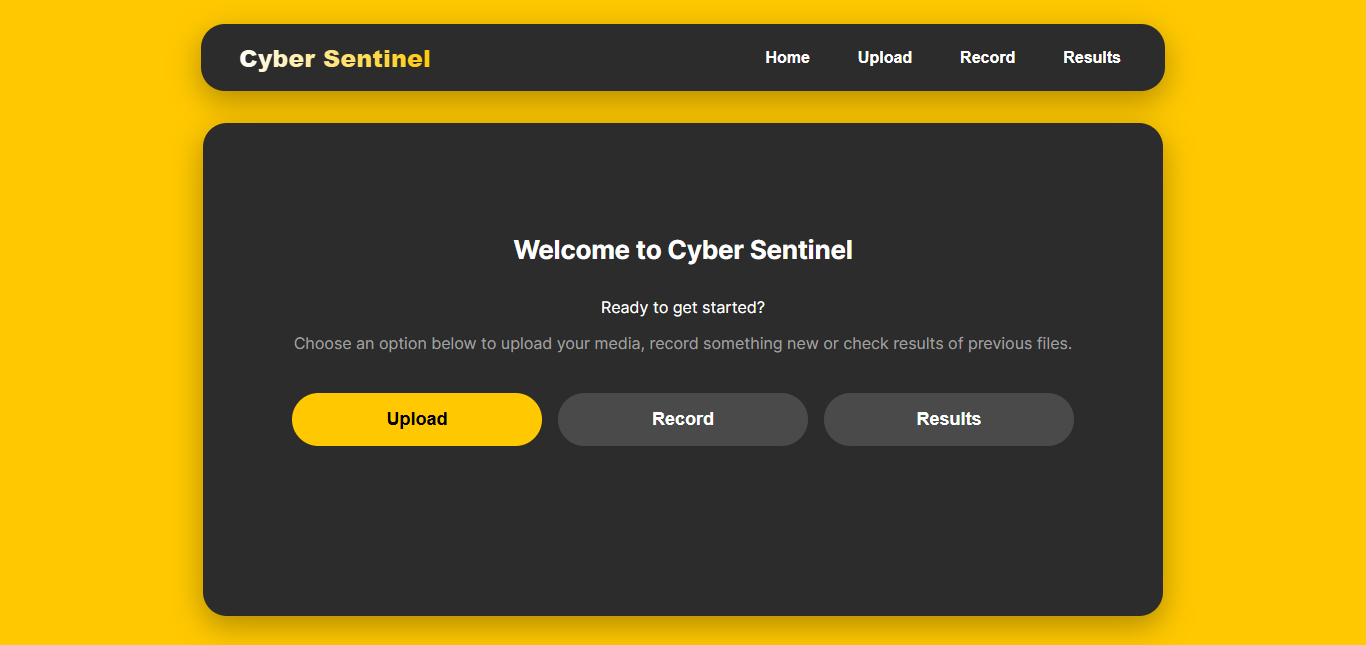 Cyber Sentinel Home Upload Record Results
Welcome to Cyber Sentinel
Ready to get started?
Choose an option below to upload your media, record something new or check results of previous files.
Upload Record Results